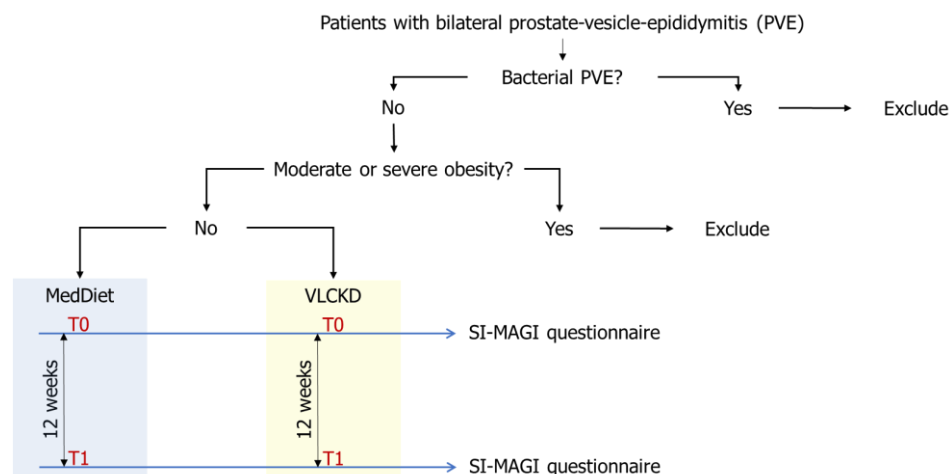 Patients with bilateral prostate-vesicle-epididymitis (PVE)
Bacterial PVE?
No
Yes
Exclude
Moderate or severe obesity?
No
Yes
Exclude
MedDiet
VLCKD
T0
T0
SI-MAGI questionnaire
12 weeks
12 weeks
T1
T1
SI-MAGI questionnaire